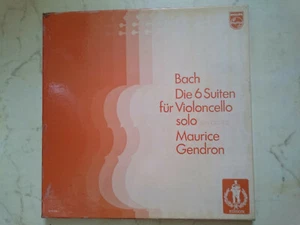 Bach
Die 6 Suiten
für Violoncello
solo
Maurice
Gendron